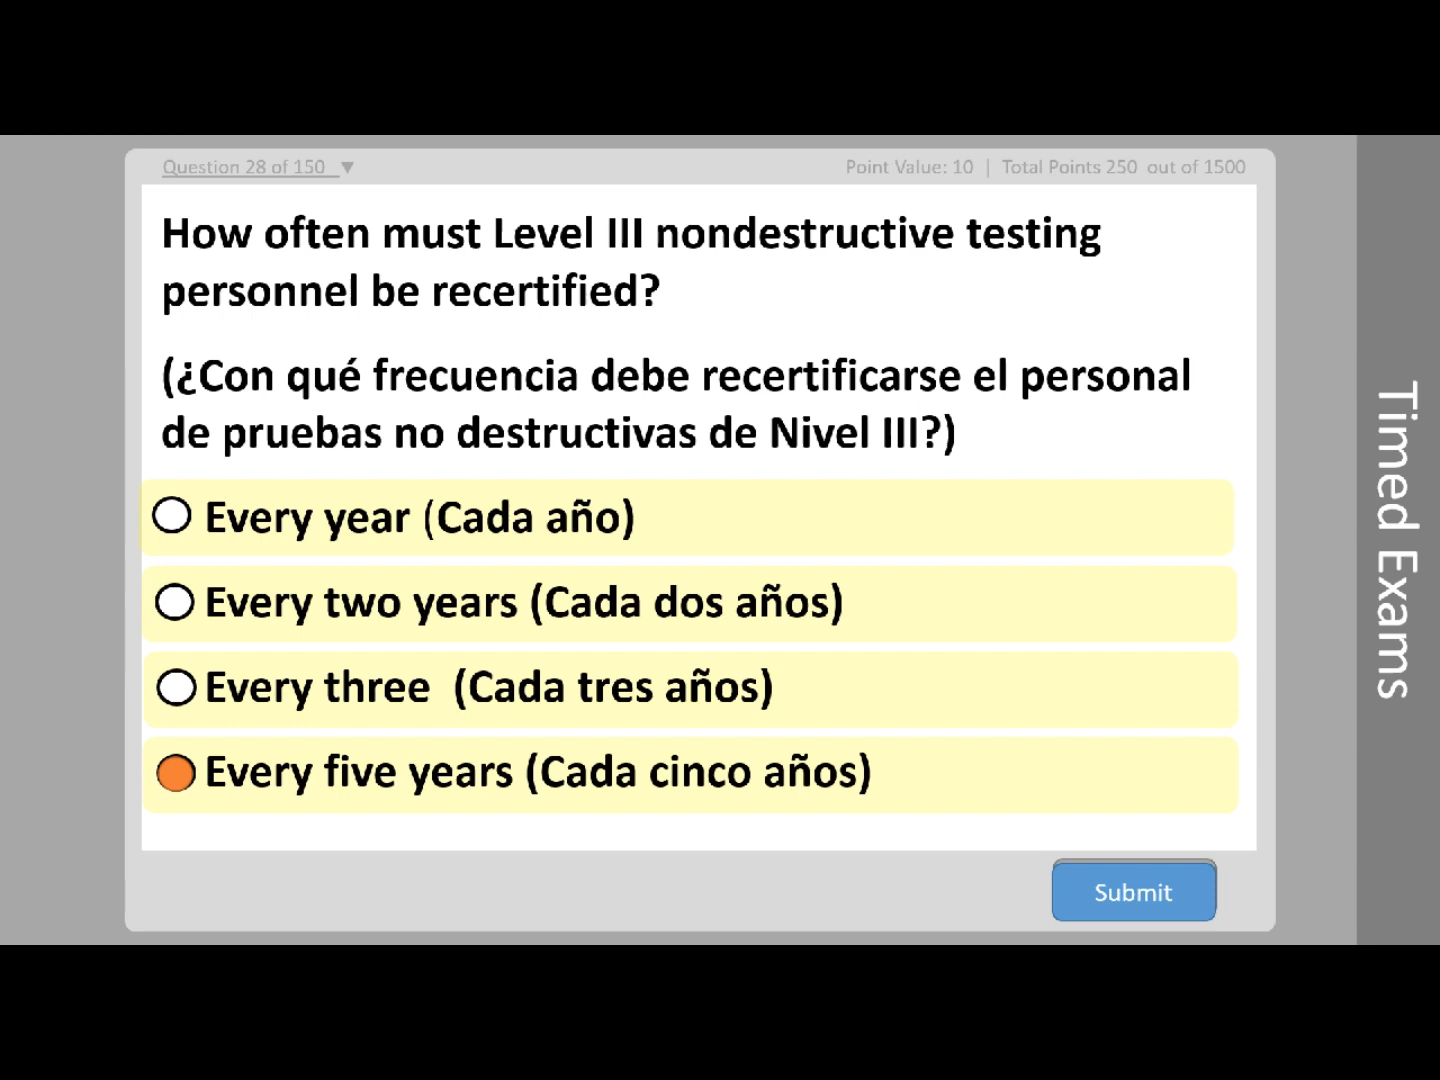 Question 28 of 150 ▼
Point Value: 10 | Total Points 250 out of 1500
How often must Level III nondestructive testing
personnel be recertified?
(¿Con qué frecuencia debe recertificarse el personal
de pruebas no destructivas de Nivel III?)
Every year (Cada año)
Every two years (Cada dos años)
Every three (Cada tres años)
Every five years (Cada cinco años)
Submit
Timed Exams